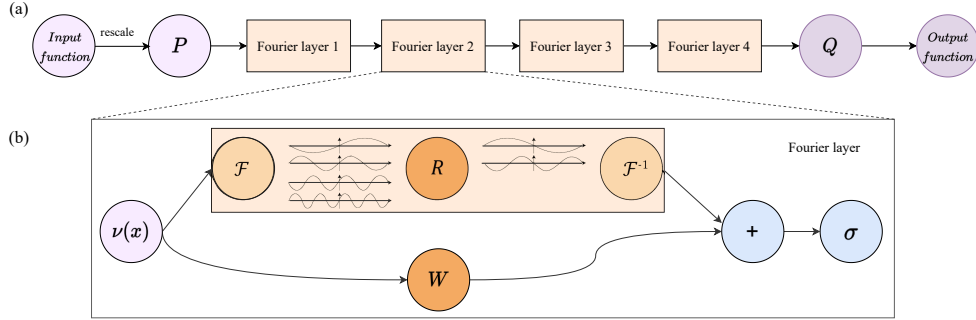 (a)
Input
function
rescale
P
Fourier layer 1
Fourier layer 2
Fourier layer 3
Fourier layer 4
Q
Output
function
(b)
Fourier layer
ℱ
R
ℱ⁻¹
ν(x)
+
σ
W